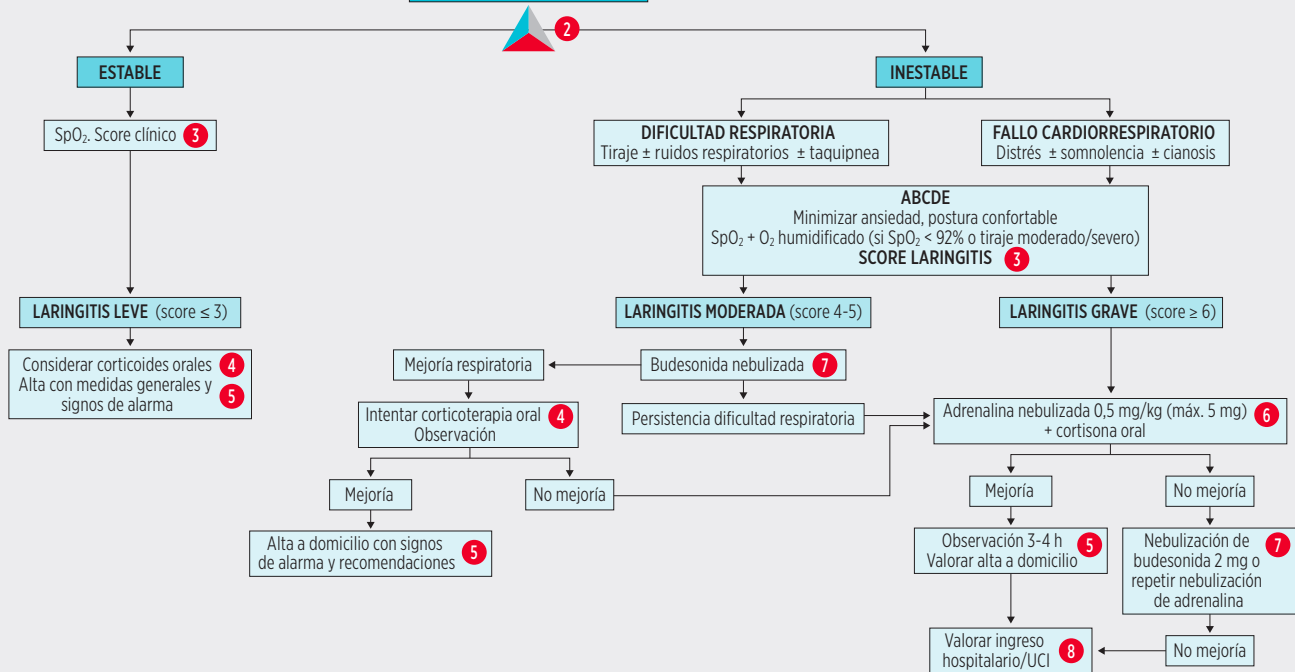 2
ESTABLE
INESTABLE
SpO₂. Score clínico 3
DIFICULTAD RESPIRATORIA
Tiraje ± ruidos respiratorios ± taquipnea
FALLO CARDIORRESPIRATORIO
Distrés ± somnolencia ± cianosis
ABCDE
Minimizar ansiedad, postura confortable
SpO₂ + O₂ humidificado (si SpO₂ < 92% o tiraje moderado/severo)
SCORE LARINGITIS 3
LARINGITIS LEVE (score ≤ 3)
LARINGITIS MODERADA (score 4-5)
LARINGITIS GRAVE (score ≥ 6)
Considerar corticoides orales 4
Alta con medidas generales y 5
signos de alarma
Mejoría respiratoria
Budesonida nebulizada 7
Intentar corticoterapia oral 4
Observación
Persistencia dificultad respiratoria
Adrenalina nebulizada 0,5 mg/kg (máx. 5 mg) 6
+ cortisona oral
Mejoría
No mejoría
Mejoría
No mejoría
Alta a domicilio con signos 5
de alarma y recomendaciones
Observación 3-4 h 5
Valorar alta a domicilio
Nebulización de 7
budesonida 2 mg o
repetir nebulización
de adrenalina
Valorar ingreso 8
hospitalario/UCI
No mejoría